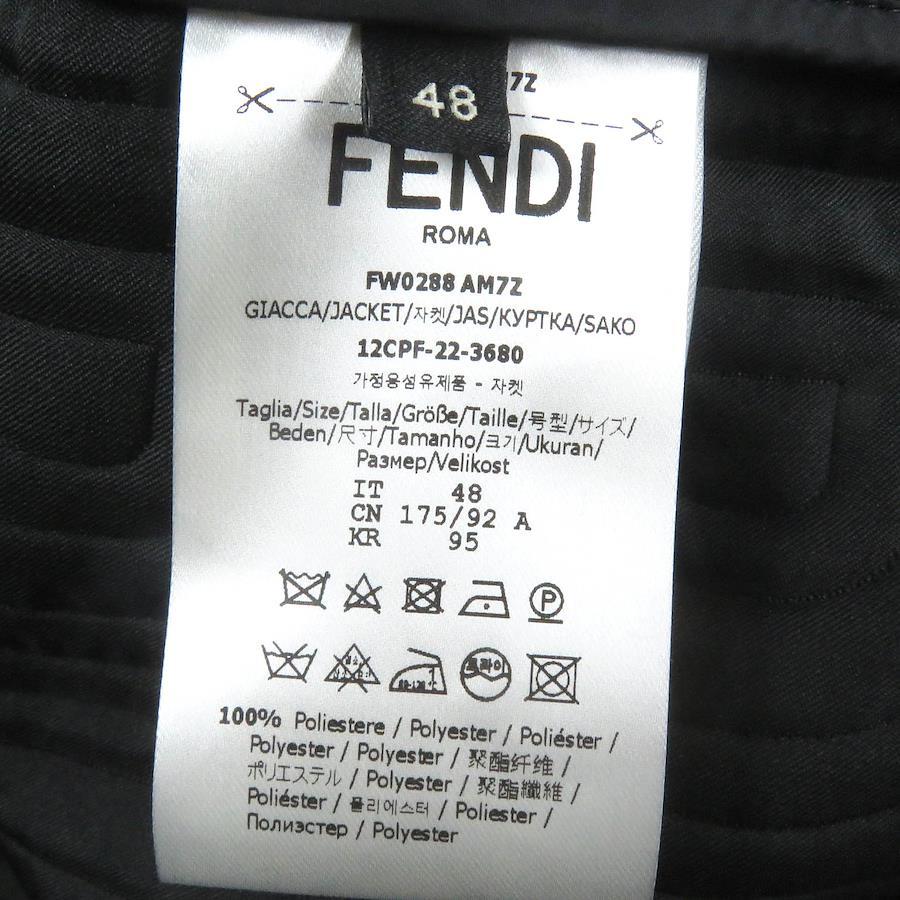 7Z
48
FENDI
ROMA
FW0288 AM7Z
GIACCA/JACKET/자켓/JAS/КУРТКА/SAKO
12CPF-22-3680
가정용섬유제품 - 자켓
Taglia/Size/Talla/Größe/Taille/号型/サイズ/
Beden/尺寸/Tamanho/크기/Ukuran/
Размер/Velikost
IT 48
CN 175/92 A
KR 95
P
드라이
100% Poliestere / Polyester / Poliéster /
Polyester / Polyester / 聚酯纤维 /
ポリエステル / Polyester / 聚酯纖維 /
Poliéster / 폴리에스터 / Poliester /
Полиэстер / Polyester